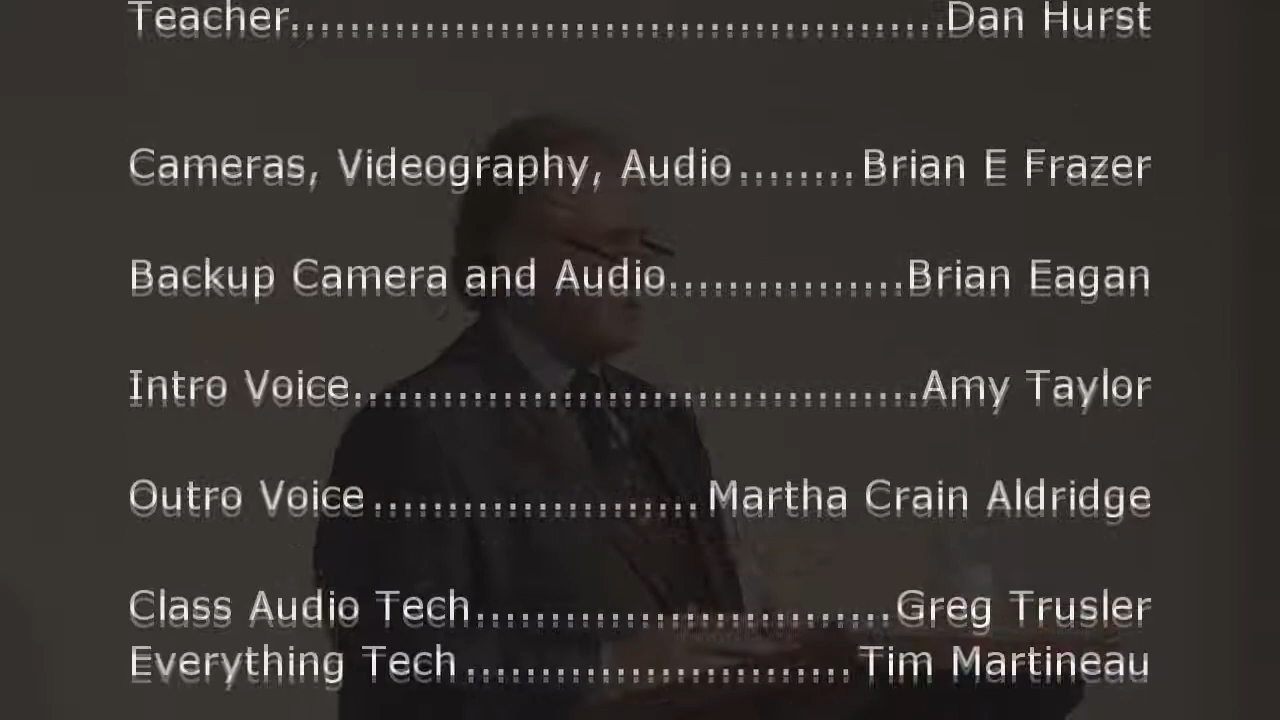 Teacher............................................Dan Hurst
Cameras, Videography, Audio........Brian E Frazer
Backup Camera and Audio................Brian Eagan
Intro Voice......................................Amy Taylor
Outro Voice......................Martha Crain Aldridge
Class Audio Tech............................Greg Trusler
Everything Tech..........................Tim Martineau